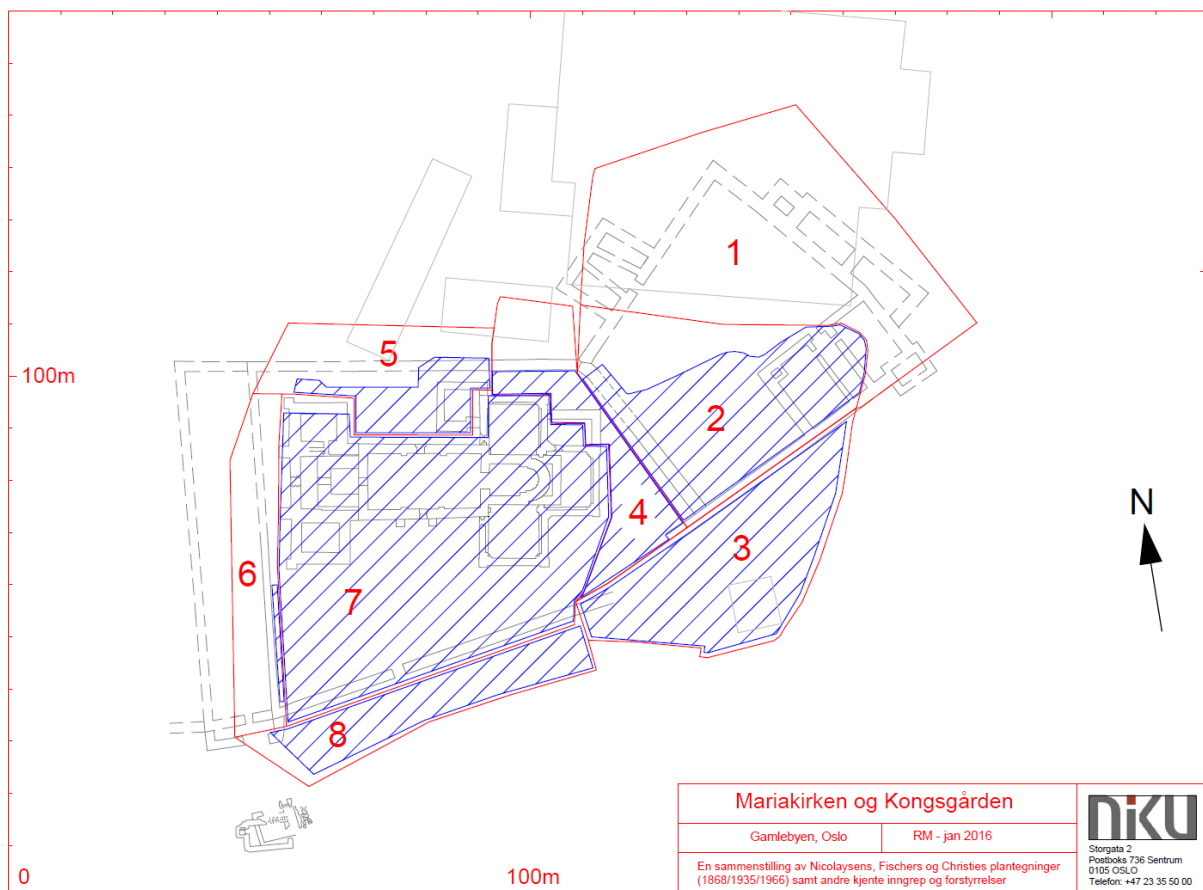 1
5
100m
2
N
4
3
6
7
8
Mariakirken og Kongsgården
Gamlebyen, Oslo
RM - jan 2016
En sammenstilling av Nicolaysens, Fischers og Christies plantegninger
(1868/1935/1966) samt andre kjente inngrep og forstyrrelser
niku
Storgata 2
Postboks 736 Sentrum
0105 OSLO
Telefon: +47 23 35 50 00
0
100m